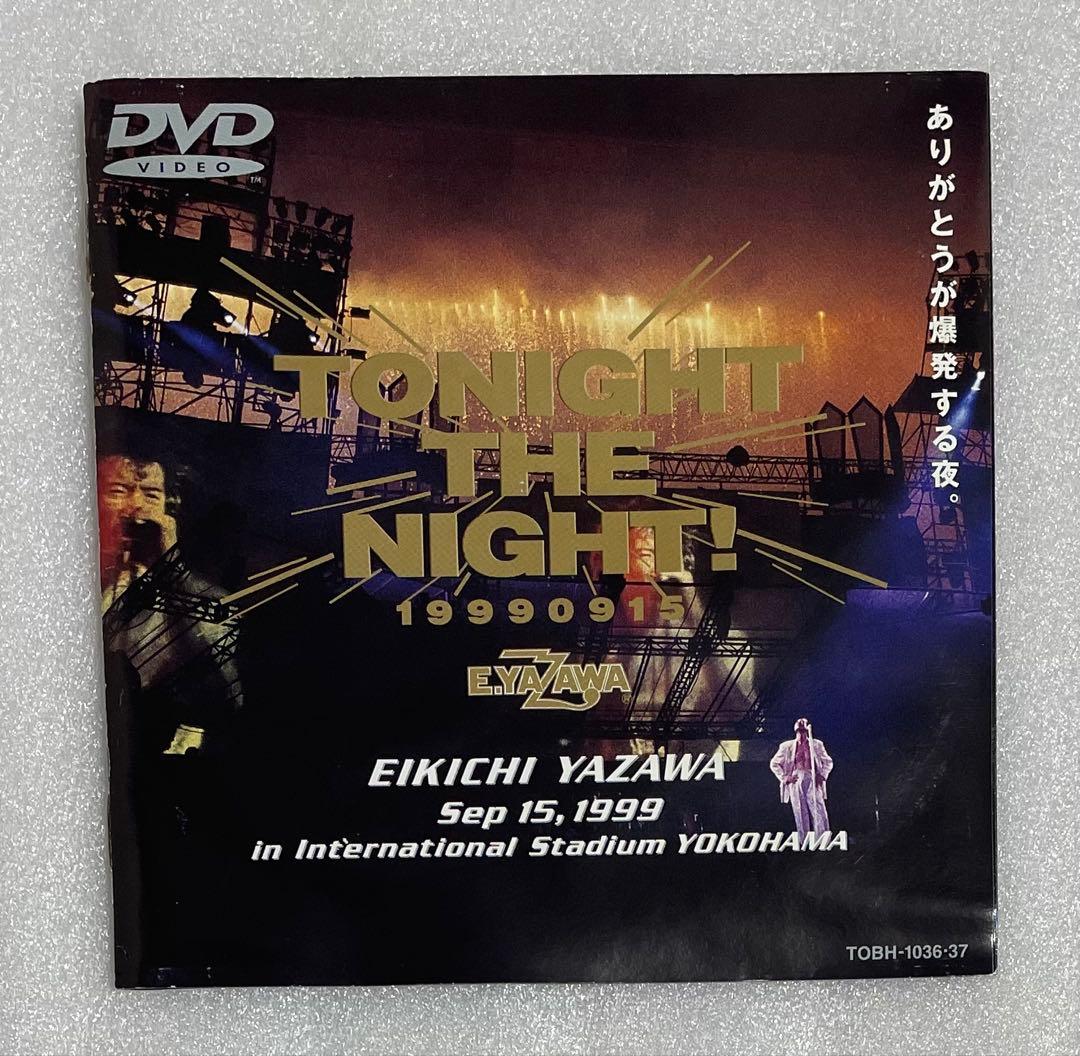 DVD
VIDEO
TM
ありがとうが爆発する夜。
TONIGHT
THE
NIGHT!
19990915
E.YAZAWA
EIKICHI YAZAWA
Sep 15, 1999
in International Stadium YOKOHAMA
TOBH-1036·37